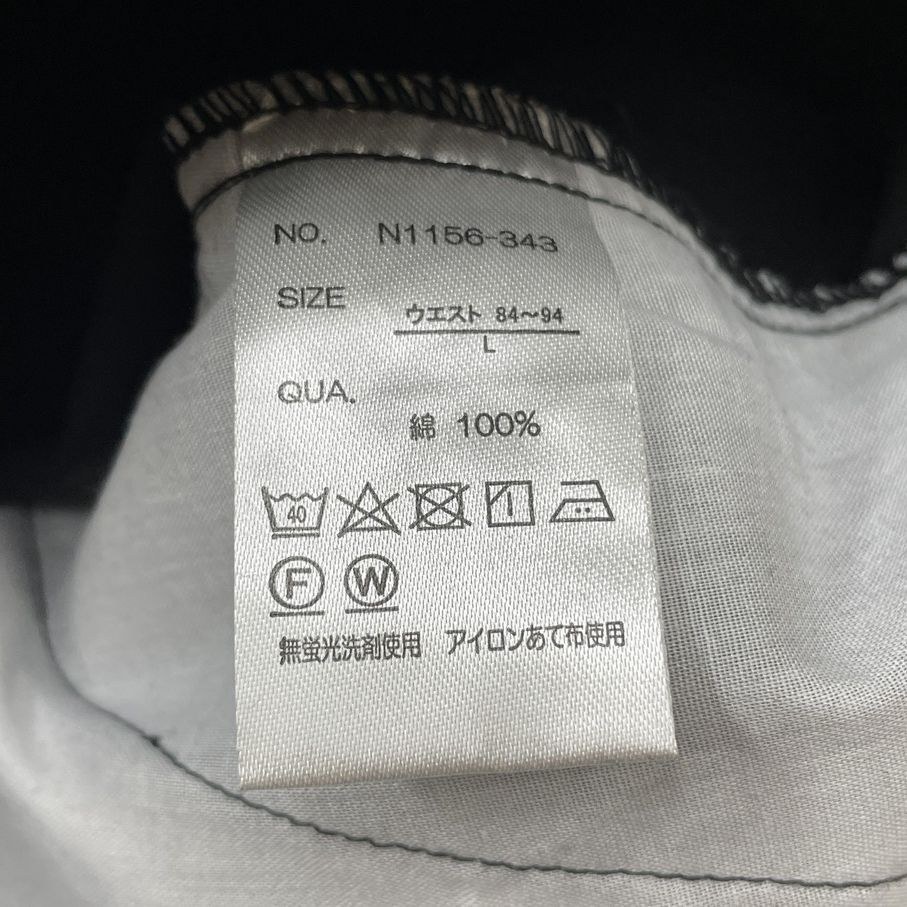 NO. N1156-343
SIZE ウエスト 84～94
L
QUA.
綿 100%
40
F W
無蛍光洗剤使用 アイロンあて布使用